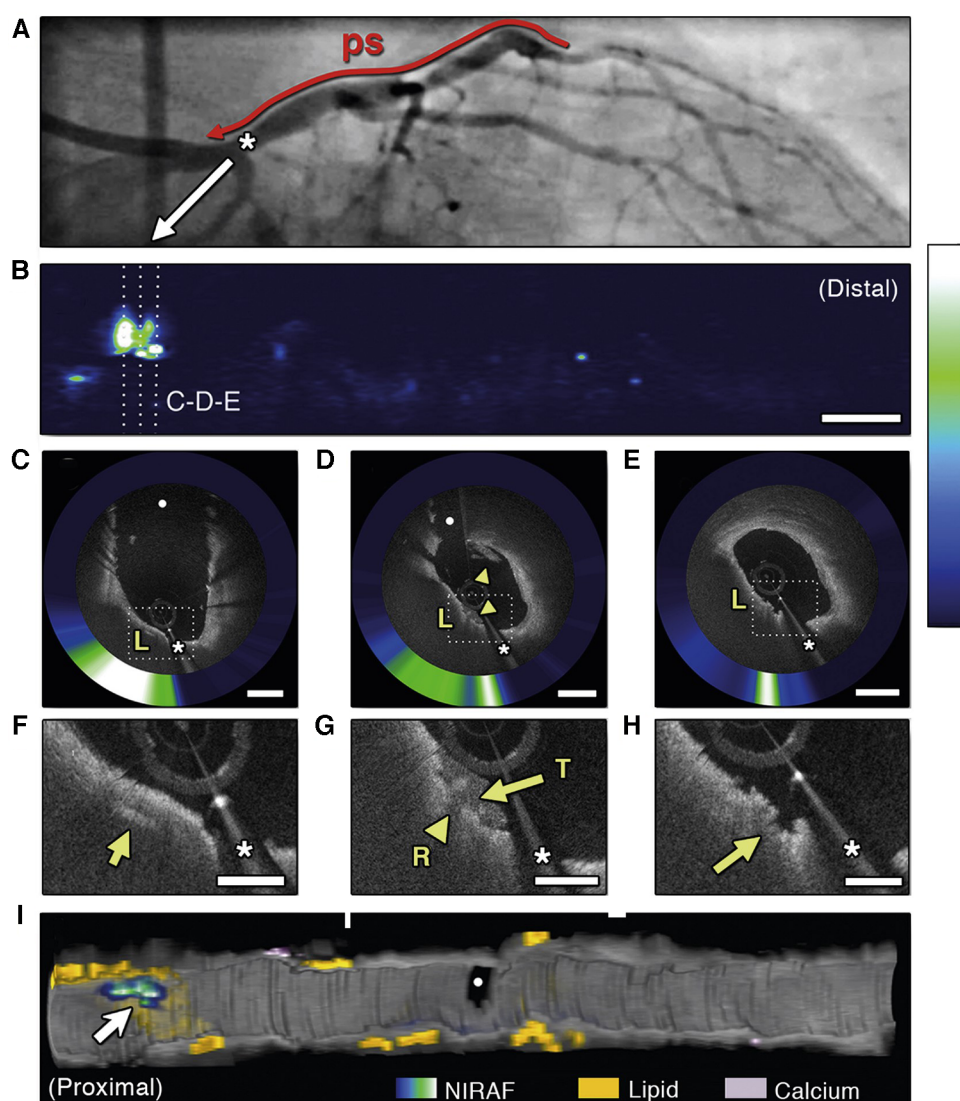 A
ps
*
B
(Distal)
C-D-E
C
D
E
L
*
L
*
L
*
F
G
H
T
R
*
*
*
I
(Proximal)
NIRAF
Lipid
Calcium